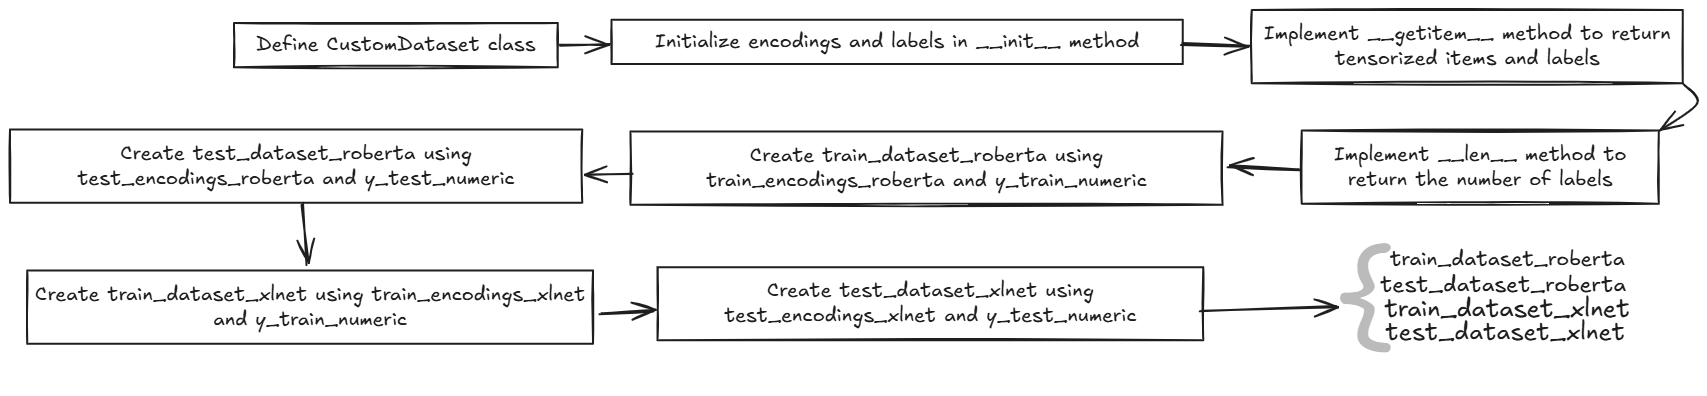 Define CustomDataset class
Initialize encodings and labels in __init__ method
Implement __getitem__ method to return
tensorized items and labels
Implement __len__ method to
return the number of labels
Create train_dataset_roberta using
train_encodings_roberta and y_train_numeric
Create test_dataset_roberta using
test_encodings_roberta and y_test_numeric
Create train_dataset_xlnet using train_encodings_xlnet
and y_train_numeric
Create test_dataset_xlnet using
test_encodings_xlnet and y_test_numeric
train_dataset_roberta
test_dataset_roberta
train_dataset_xlnet
test_dataset_xlnet